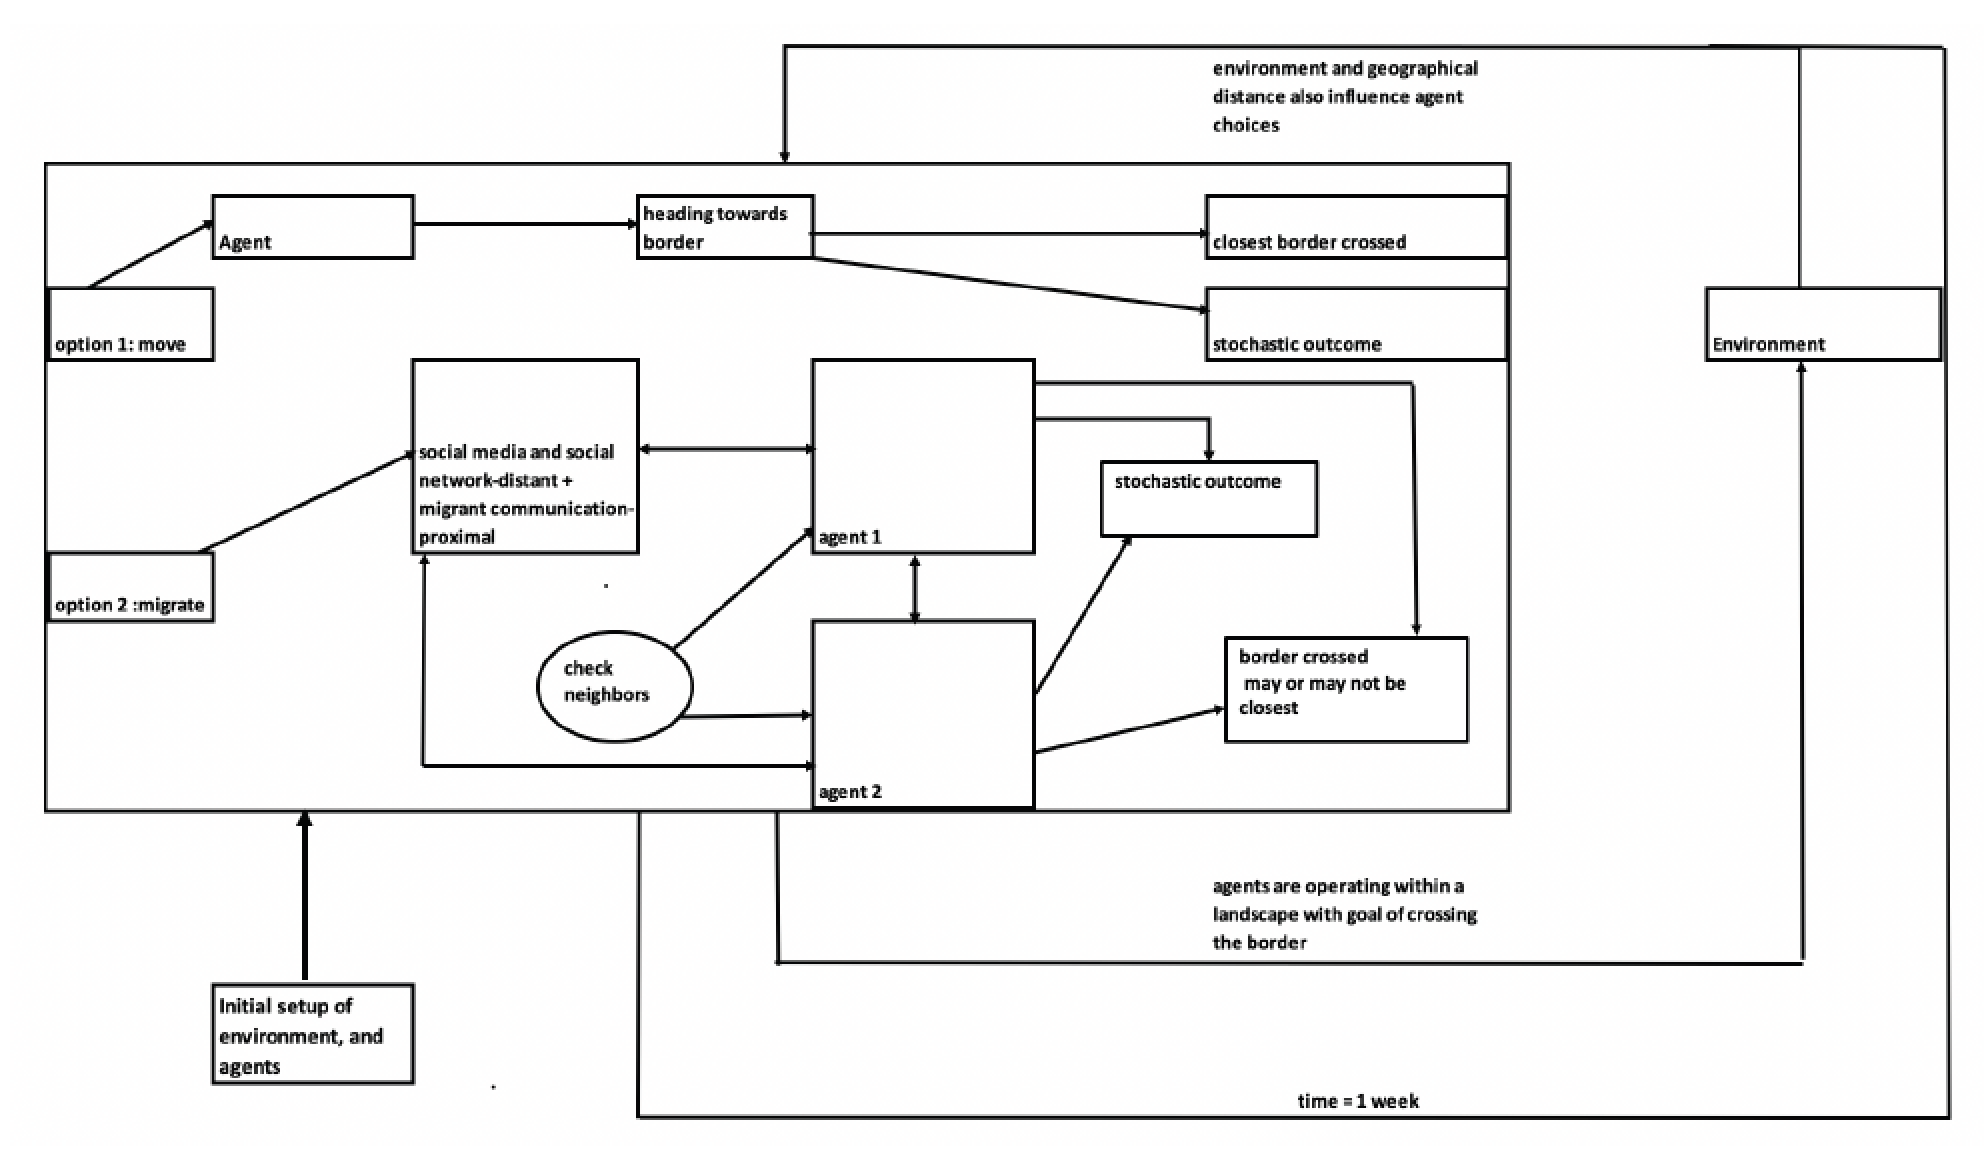 environment and geographical
distance also influence agent
choices
heading towards
border
Agent
closest border crossed
option 1: move
stochastic outcome
Environment
social media and social
network-distant +
migrant communication-
proximal
agent 1
stochastic outcome
option 2 :migrate
check
neighbors
border crossed
may or may not be
closest
agent 2
agents are operating within a
landscape with goal of crossing
the border
Initial setup of
environment, and
agents
time = 1 week